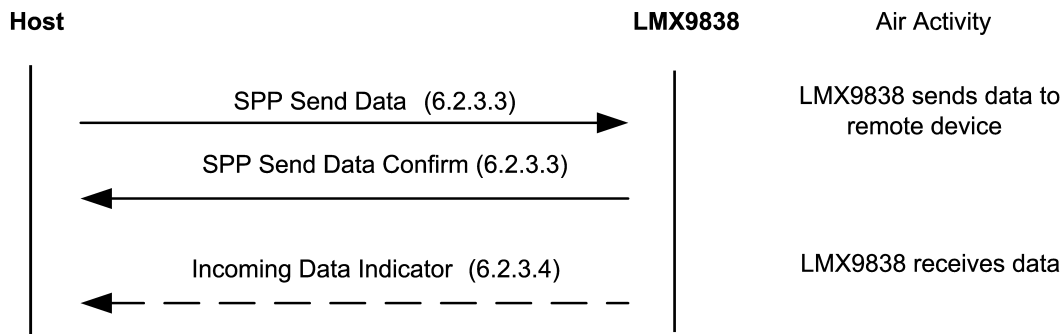 Host LMX9838 Air Activity
SPP Send Data (6.2.3.3)
LMX9838 sends data to
remote device
SPP Send Data Confirm (6.2.3.3)
Incoming Data Indicator (6.2.3.4)
LMX9838 receives data